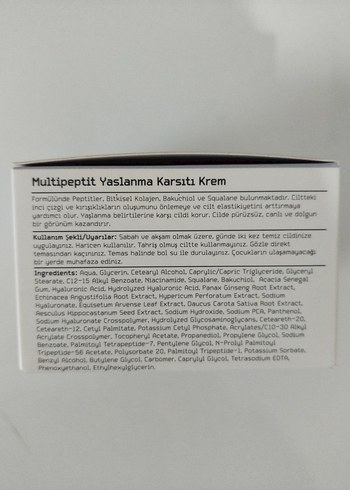 Multipeptit Yaslanma Karsıtı Krem
Formülünde Peptitler, Bitkisel Kolajen, Bakuchiol ve Squalane bulunmaktadır. Ciltteki
inci çizgi ve kırışıklıkların oluşumunu önlemeye ve cilt elastikiyetini arttırmaya
yardımcı olur. Yaşlanma belirtilerine karşı cildi korur. Cilde pürüzsüz, canlı ve dolgun
bir görünüm kazandırır.
Kullanım Şekli/Uyarılar: Sabah ve akşam olmak üzere, günde iki kez temiz cildinize
uygulayınız. Haricen kullanılır. Tahriş olmuş ciltte kullanmayınız. Gözle direkt
temasından kaçınınız. Temas halinde bol su ile durulayınız. Çocukların ulaşamayacağı
bir yerde muhafaza ediniz.
Ingredients: Aqua, Glycerin, Cetearyl Alcohol, Caprylic/Capric Triglyceride, Glyceryl
Stearate, C12-15 Alkyl Benzoate, Niacinamide, Squalane, Bakuchiol, Acacia Senegal
Gum, Hyaluronic Acid, Hydrolyzed Hyaluronic Acid, Panax Ginseng Root Extract,
Echinacea Angustifolia Root Extract, Hypericum Perforatum Extract, Sodium
Hyaluronate, Equisetum Arvense Leaf Extract, Daucus Carota Sativa Root Extract,
Aesculus Hippocastanum Seed Extract, Sodium Hydroxide, Sodium PCA, Panthenol,
Sodium Hyaluronate Crosspolymer, Hydrolyzed Glycosaminoglycans, Ceteareth-20,
Ceteareth-12, Cetyl Palmitate, Potassium Cetyl Phosphate, Acrylates/C10-30 Alkyl
Acrylate Crosspolymer, Tocopheryl Acetate, Propanediol, Propylene Glycol, Sodium
Benzoate, Palmitoyl Tetrapeptide-7, Pentylene Glycol, N-Prolyl Palmitoyl
Tripeptide-56 Acetate, Polysorbate 20, Palmitoyl Tripeptide-1, Potassium Sorbate,
Benzyl Alcohol, Butylene Glycol, Carbomer, Caprylyl Glycol, Tetrasodium EDTA,
Phenoxyethanol, Ethylhexylglycerin.